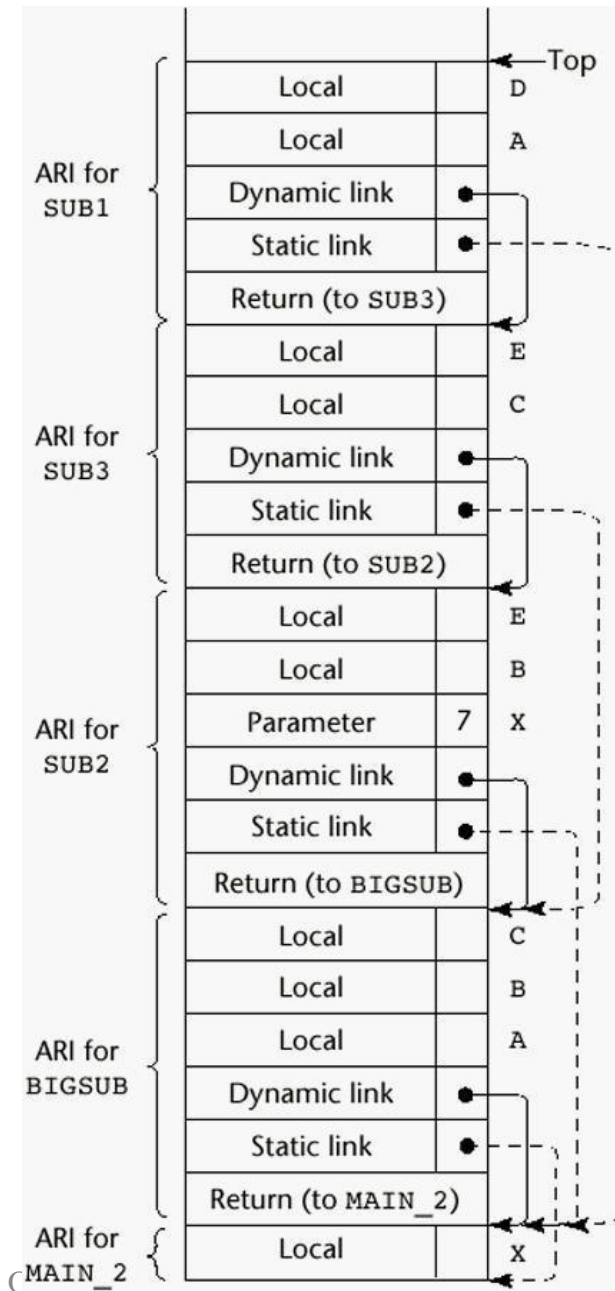 Top
Local D
Local A
ARI for
SUB1
Dynamic link
Static link
Return (to SUB3)
Local E
Local C
ARI for
SUB3
Dynamic link
Static link
Return (to SUB2)
Local E
Local B
ARI for
SUB2
Parameter 7 X
Dynamic link
Static link
Return (to BIGSUB)
Local C
Local B
Local A
ARI for
BIGSUB
Dynamic link
Static link
Return (to MAIN_2)
ARI for
MAIN_2
Local X